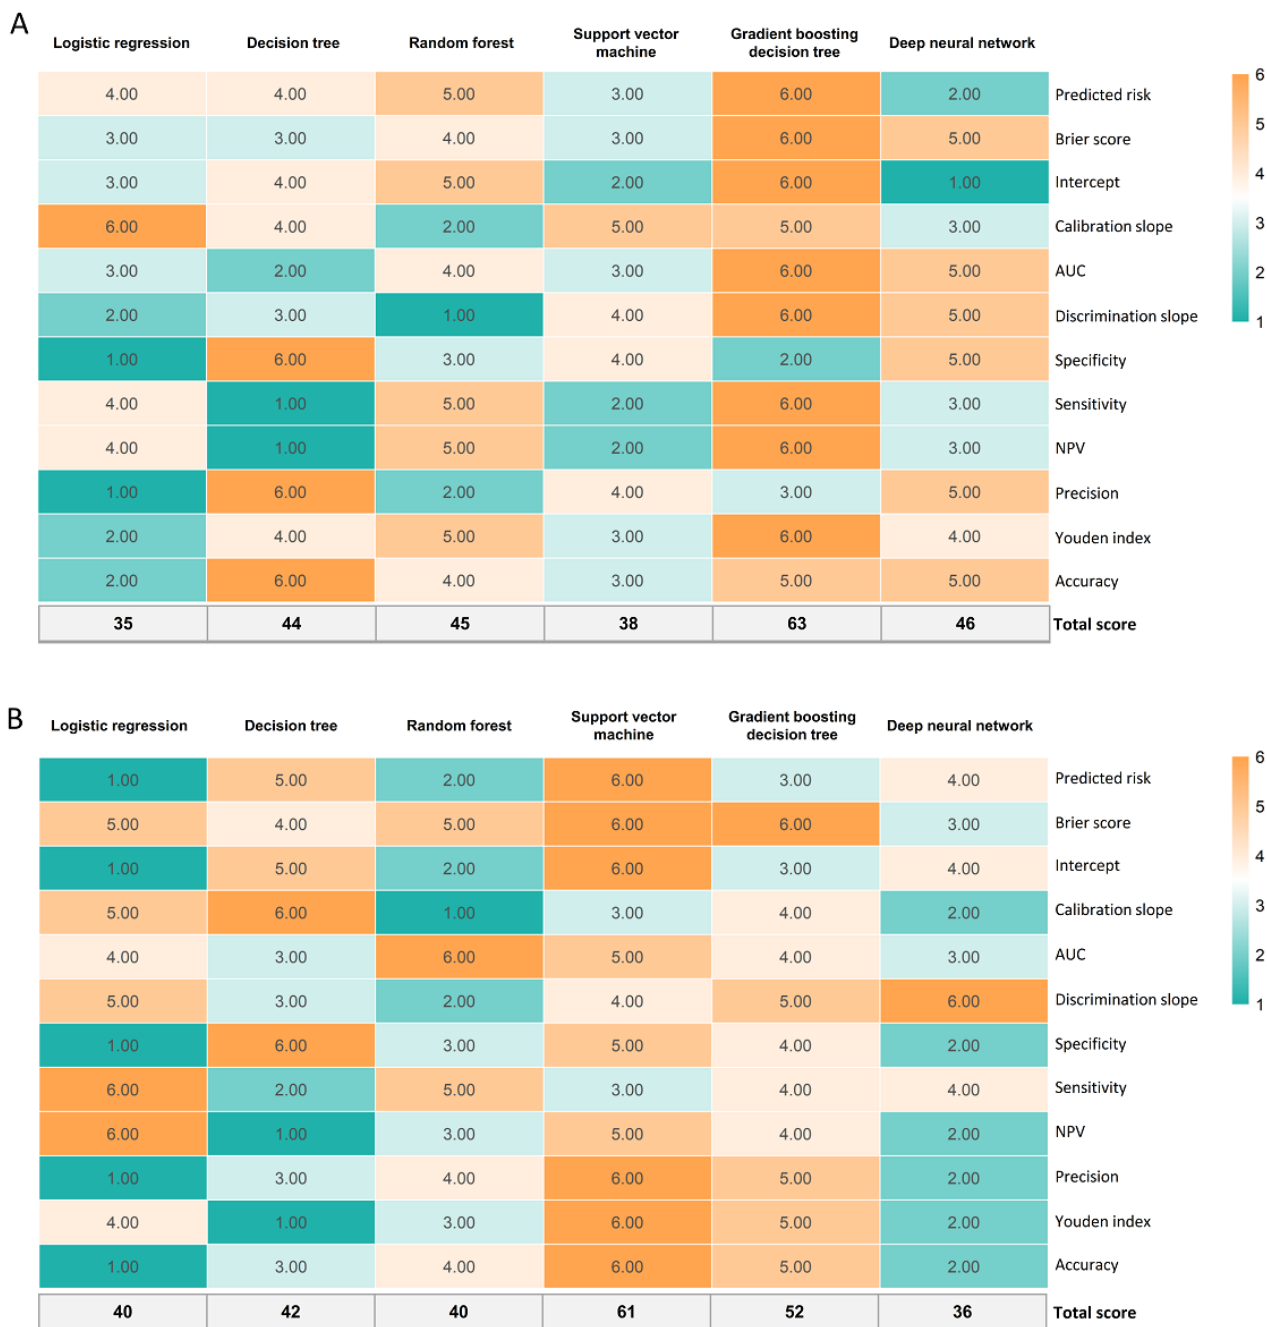 A
Logistic regression Decision tree Random forest Support vector machine Gradient boosting decision tree Deep neural network
4.00 4.00 5.00 3.00 6.00 2.00 Predicted risk
3.00 3.00 4.00 3.00 6.00 5.00 Brier score
3.00 4.00 5.00 2.00 6.00 1.00 Intercept
6.00 4.00 2.00 5.00 5.00 3.00 Calibration slope
3.00 2.00 4.00 3.00 6.00 5.00 AUC
2.00 3.00 1.00 4.00 6.00 5.00 Discrimination slope
1.00 6.00 3.00 4.00 2.00 5.00 Specificity
4.00 1.00 5.00 2.00 6.00 3.00 Sensitivity
4.00 1.00 5.00 2.00 6.00 3.00 NPV
1.00 6.00 2.00 4.00 3.00 5.00 Precision
2.00 4.00 5.00 3.00 6.00 4.00 Youden index
2.00 6.00 4.00 3.00 5.00 5.00 Accuracy
35 44 45 38 63 46 Total score
6
5
4
3
2
1
B
Logistic regression Decision tree Random forest Support vector machine Gradient boosting decision tree Deep neural network
1.00 5.00 2.00 6.00 3.00 4.00 Predicted risk
5.00 4.00 5.00 6.00 6.00 3.00 Brier score
1.00 5.00 2.00 6.00 3.00 4.00 Intercept
5.00 6.00 1.00 3.00 4.00 2.00 Calibration slope
4.00 3.00 6.00 5.00 4.00 3.00 AUC
5.00 3.00 2.00 4.00 5.00 6.00 Discrimination slope
1.00 6.00 3.00 5.00 4.00 2.00 Specificity
6.00 2.00 5.00 3.00 4.00 4.00 Sensitivity
6.00 1.00 3.00 5.00 4.00 2.00 NPV
1.00 3.00 4.00 6.00 5.00 2.00 Precision
4.00 1.00 3.00 6.00 5.00 2.00 Youden index
1.00 3.00 4.00 6.00 5.00 2.00 Accuracy
40 42 40 61 52 36 Total score
6
5
4
3
2
1